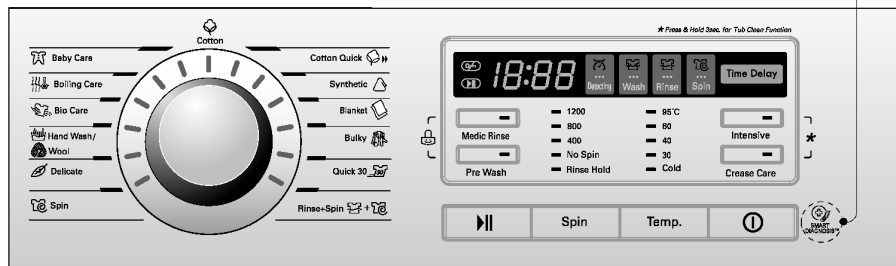 Cotton
Baby Care
Boiling Care
Bio Care
Hand Wash/
Wool
Delicate
Spin
Cotton Quick
Synthetic
Blanket
Bulky
Quick 30
Rinse+Spin
* Press & Hold 3sec. for Tub Clean Function
18:88
Detecting Wash Rinse Spin
Time Delay
Medic Rinse
Pre Wash
1200
800
400
No Spin
Rinse Hold
95°C
60
40
30
Cold
Intensive
*
Crease Care
Spin Temp.
SMART
DIAGNOSIS™